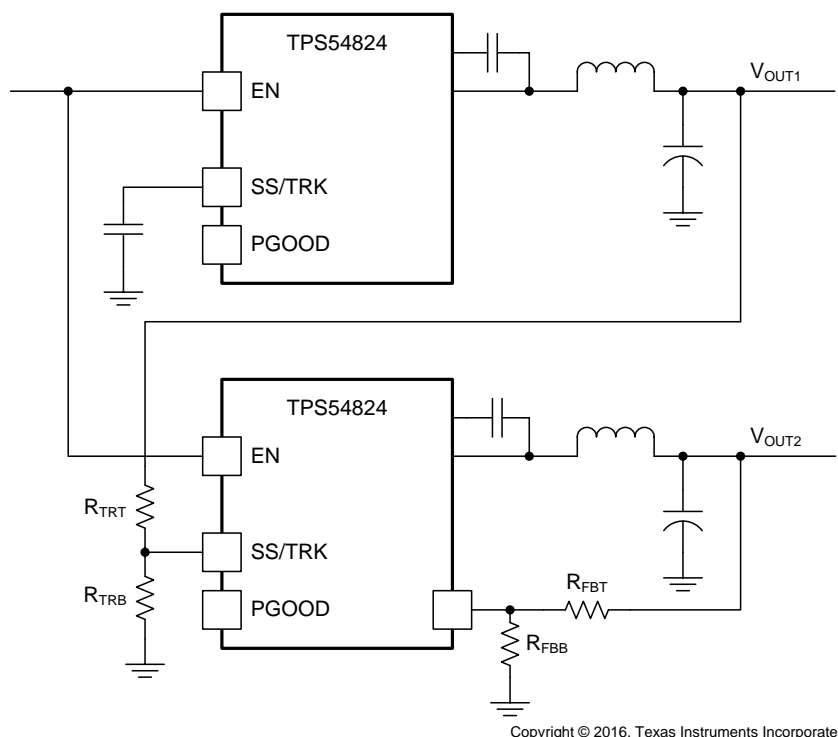 TPS54824
EN
SS/TRK
PGOOD
VOUT1
TPS54824
EN
SS/TRK
PGOOD
VOUT2
RTRT
RTRB
RFBT
RFBB
Copyright © 2016, Texas Instruments Incorporate